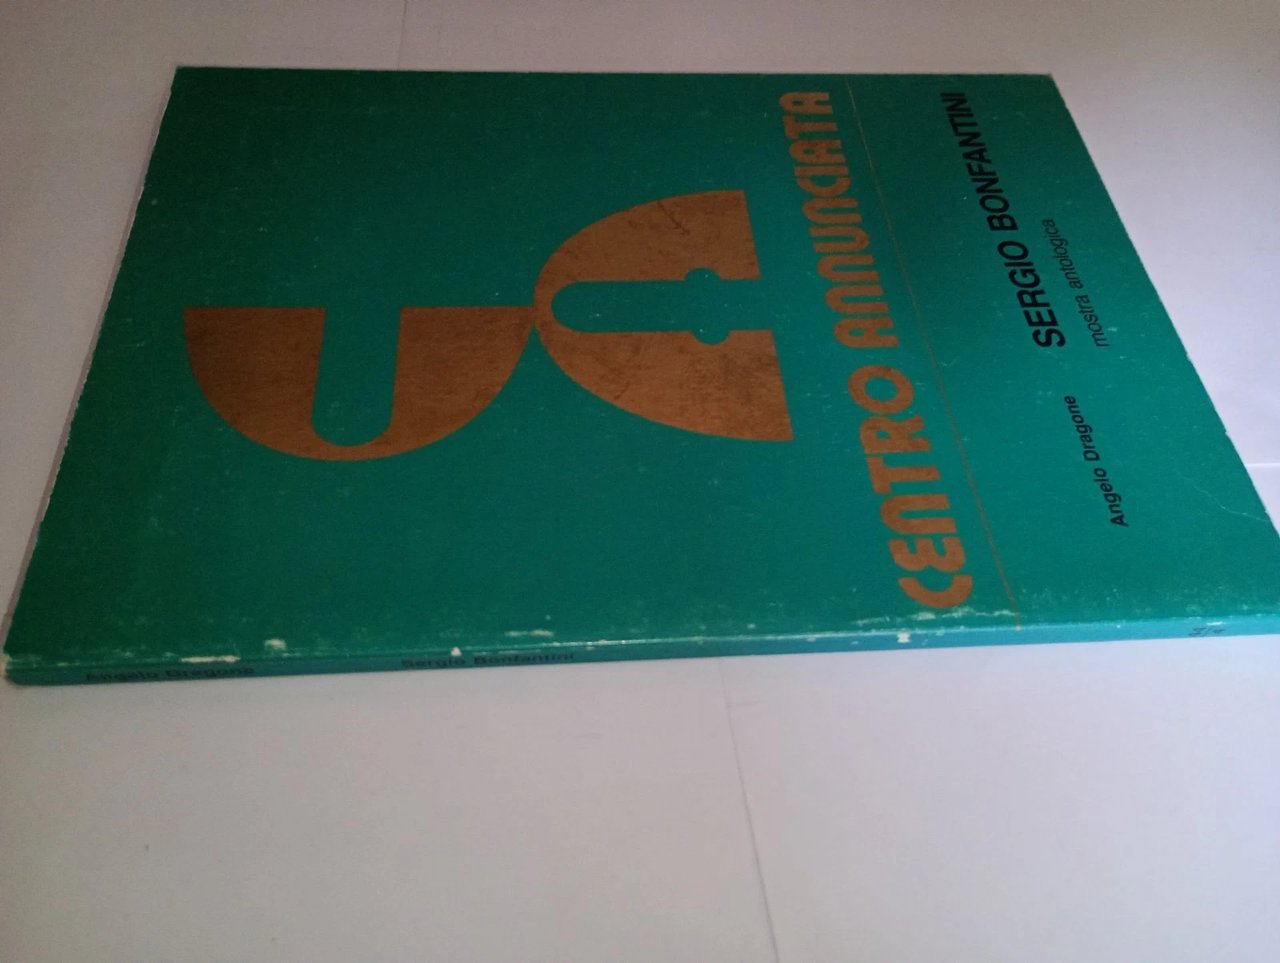 CENTRO ANNUNCIATA
Angelo Dragone
SERGIO BONFANTINI
mostra antologica
Angelo Dragone Sergio Bonfantini